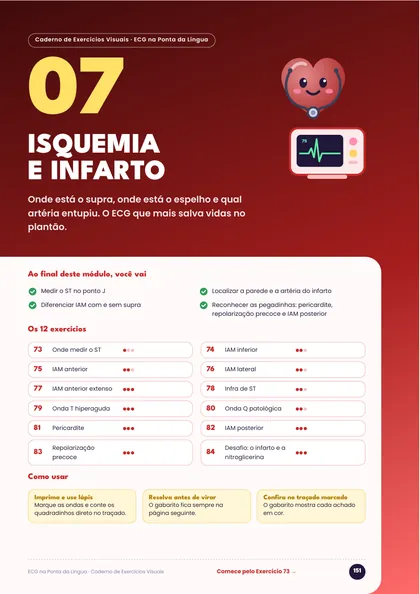 Caderno de Exercícios Visuais · ECG na Ponta da Língua
07
ISQUEMIA
E INFARTO
Onde está o supra, onde está o espelho e qual
artéria entupiu. O ECG que mais salva vidas no
plantão.
75
Ao final deste módulo, você vai
Medir o ST no ponto J
Localizar a parede e a artéria do infarto
Diferenciar IAM com e sem supra
Reconhecer as pegadinhas: pericardite,
repolarização precoce e IAM posterior
Os 12 exercícios
73 Onde medir o ST
74 IAM inferior
75 IAM anterior
76 IAM lateral
77 IAM anterior extenso
78 Infra de ST
79 Onda T hiperaguda
80 Onda Q patológica
81 Pericardite
82 IAM posterior
83 Repolarização
precoce
84 Desafio: o infarto e a
nitroglicerina
Como usar
Imprima e use lápis
Marque as ondas e conte os
quadradinhos direto no traçado.
Resolva antes de virar
O gabarito fica sempre na
página seguinte.
Confira no traçado marcado
O gabarito mostra cada achado
em cor.
ECG na Ponta da Língua · Caderno de Exercícios Visuais
Comece pelo Exercício 73 →
151